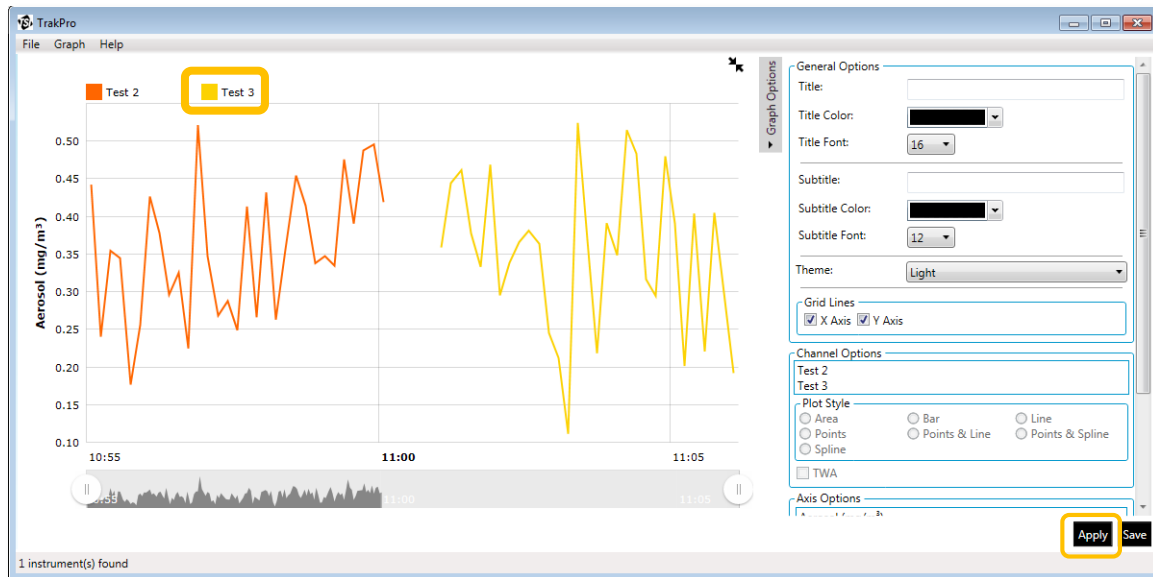 TSI TrakPro
File Graph Help
Test 2 Test 3
0.50
0.45
0.40
0.35
0.30
0.25
0.20
0.15
0.10
Aerosol (mg/m³)
10:55 11:00 11:05
10:55 11:00 11:05
Graph Options
General Options
Title:
Title Color:
Title Font: 16
Subtitle:
Subtitle Color:
Subtitle Font: 12
Theme: Light
Grid Lines
X Axis Y Axis
Channel Options
Test 2
Test 3
Plot Style
Area Bar Line
Points Points & Line Points & Spline
Spline
TWA
Axis Options
Aerosol (mg/m³)
Apply Save
1 instrument(s) found